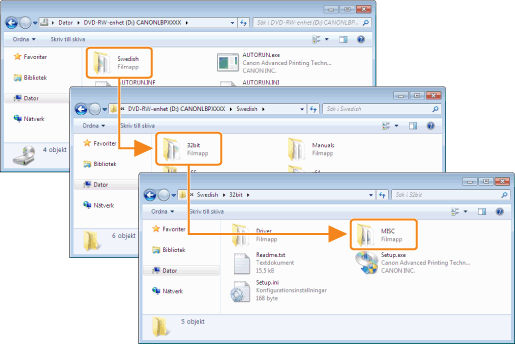 Dator ▸ DVD-RW-enhet (D:) CANONLBPXXXX ▸
Sök i DVD-RW-enhet (D:) CANONLBPXXXX
Ordna Skriv till skiva
Favoriter
Bibliotek
Dator
Nätverk
Swedish
Filmapp
AUTORUN.exe
Canon Advanced Printing Techn...
CANON INC.
AUTORUN.INF
AUTORUN.INI
4 objekt
« DVD-RW-enhet (D:) CANONLBPXXXX ▸ Swedish ▸
Sök i Swedish
Ordna Skriv till skiva
Favoriter
Bibliotek
Dator
Nätverk
32bit
Filmapp
Manuals
Filmapp
6 objekt
« Swedish ▸ 32bit ▸
Sök i 32bit
Ordna Skriv till skiva
Favoriter
Bibliotek
Dator
Nätverk
Driver
Filmapp
MISC
Filmapp
Readme.txt
Textdokument
15,5 kB
Setup.exe
Canon Advanced Printing Techn...
CANON INC.
Setup.ini
Konfigurationsinställningar
168 byte
5 objekt